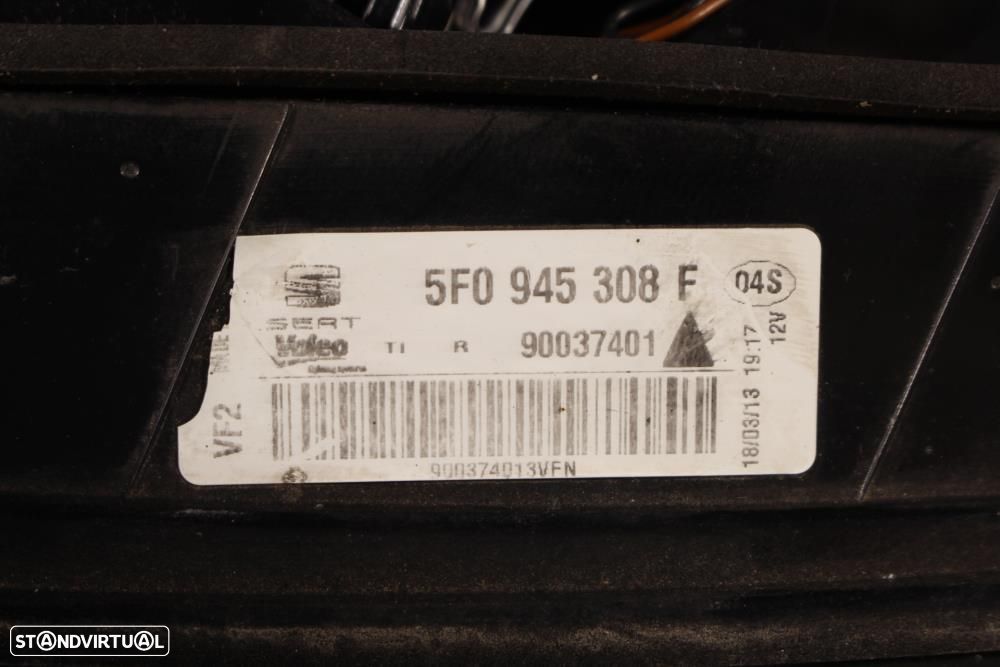 5F0 945 308 F
04S
SEAT
Valeo TI R 90037401
900374013VFN
VF2
18/03/13 19:17
12V
STANDVIRTUAL